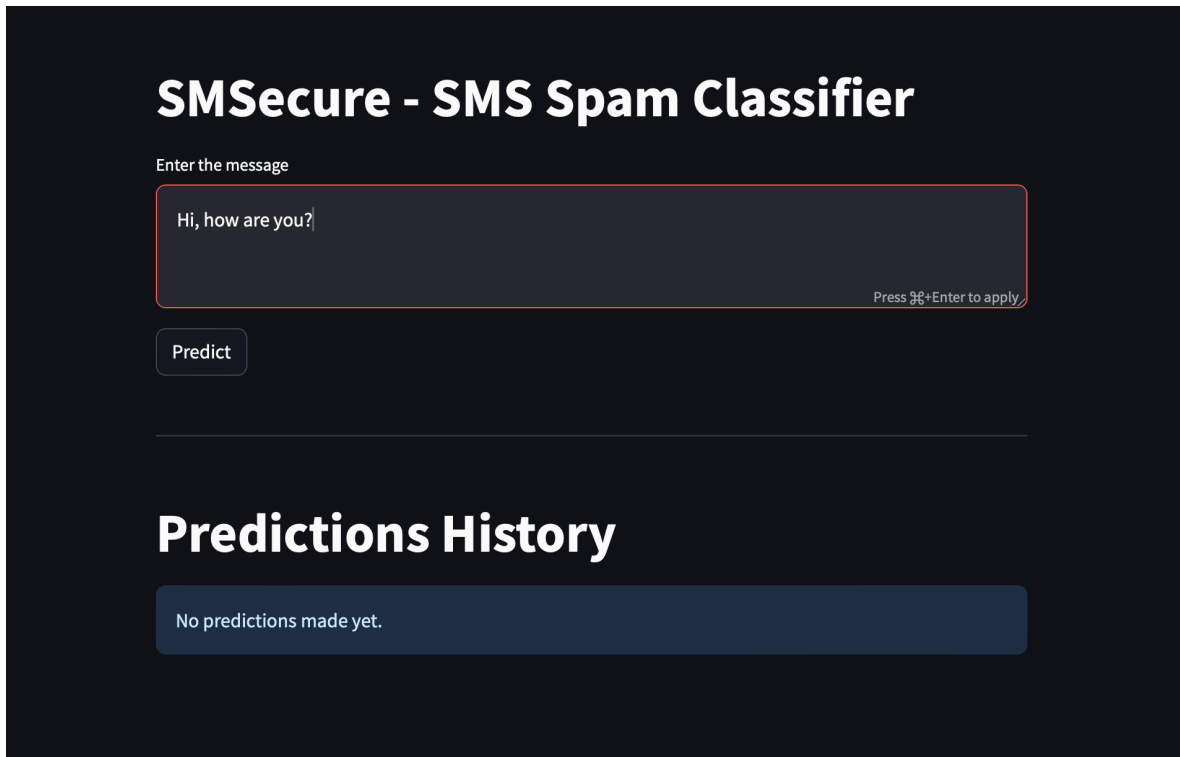 SMSecure - SMS Spam Classifier
Enter the message
Hi, how are you?
Press ⌘+Enter to apply
Predict
Predictions History
No predictions made yet.